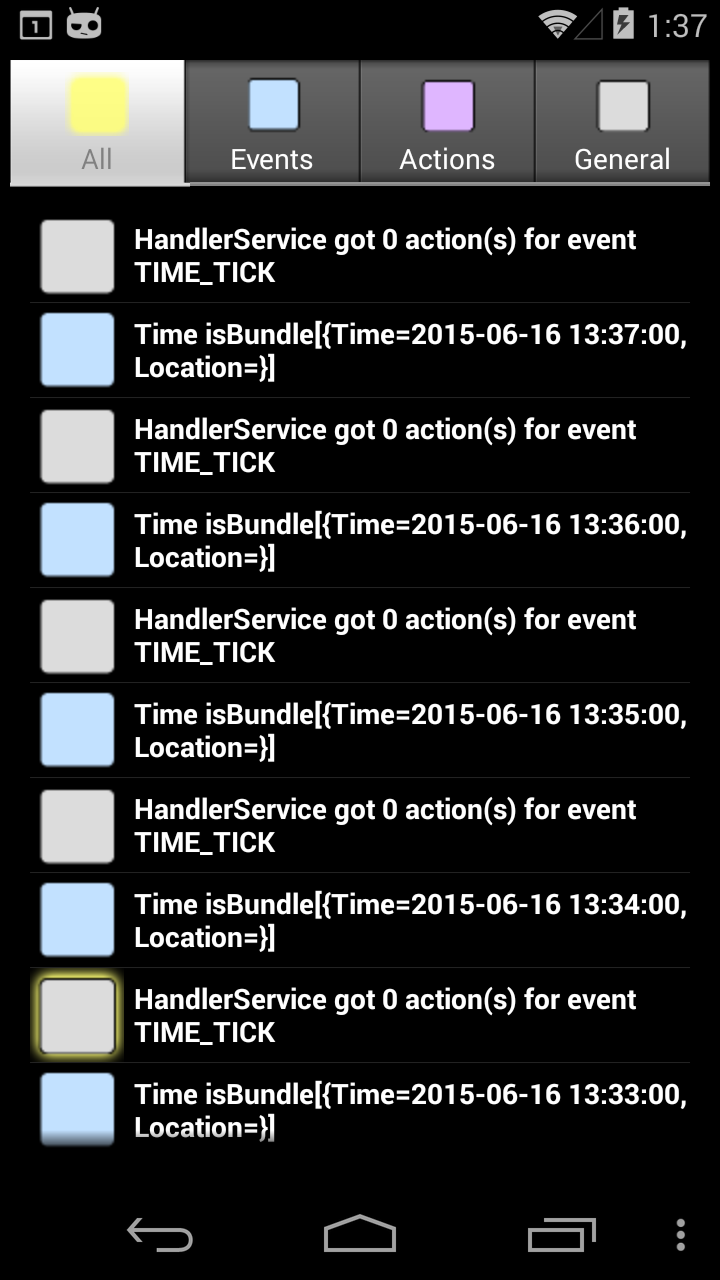 1
1:37
All
Events
Actions
General
HandlerService got 0 action(s) for event
TIME_TICK
Time isBundle[{Time=2015-06-16 13:37:00,
Location=}]
HandlerService got 0 action(s) for event
TIME_TICK
Time isBundle[{Time=2015-06-16 13:36:00,
Location=}]
HandlerService got 0 action(s) for event
TIME_TICK
Time isBundle[{Time=2015-06-16 13:35:00,
Location=}]
HandlerService got 0 action(s) for event
TIME_TICK
Time isBundle[{Time=2015-06-16 13:34:00,
Location=}]
HandlerService got 0 action(s) for event
TIME_TICK
Time isBundle[{Time=2015-06-16 13:33:00,
Location=}]